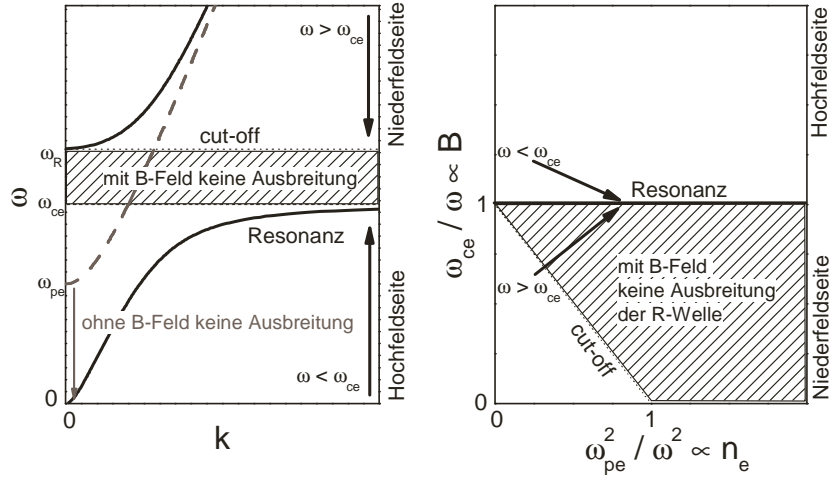 ω > ω_ce
Niederfeldseite
cut-off
ω_R
mit B-Feld keine Ausbreitung
ω
ω_ce
Resonanz
ω_pe
ohne B-Feld keine Ausbreitung
ω < ω_ce
Hochfeldseite
0
0
k
1
Hochfeldseite
ω_ce / ω ∝ B
ω < ω_ce
Resonanz
1
mit B-Feld
keine Ausbreitung
der R-Welle
ω > ω_ce
cut-off
Niederfeldseite
0
0
1
ω²_pe / ω² ∝ n_e